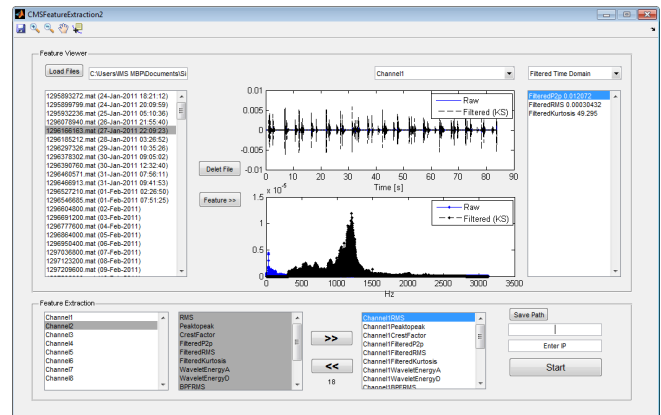 CMSFeatureExtraction2
Feature Viewer
Load Files
C:\Users\IMS MBP\Documents\Si
Channel1
Filtered Time Domain
1295893272.mat (24-Jan-2011 18:21:12)
1295899799.mat (24-Jan-2011 20:09:59)
1295932236.mat (25-Jan-2011 05:10:36)
1296078940.mat (26-Jan-2011 21:55:40)
1296166163.mat (27-Jan-2011 22:09:23)
1296185212.mat (28-Jan-2011 03:26:52)
1296297326.mat (29-Jan-2011 10:35:26)
1296378302.mat (30-Jan-2011 09:05:02)
1296390760.mat (30-Jan-2011 12:32:40)
1296460571.mat (31-Jan-2011 07:56:11)
1296466913.mat (31-Jan-2011 09:41:53)
1296527210.mat (01-Feb-2011 02:26:50)
1296546685.mat (01-Feb-2011 07:51:25)
1296604800.mat (02-Feb-2011)
1296691200.mat (03-Feb-2011)
1296777600.mat (04-Feb-2011)
1296864000.mat (05-Feb-2011)
1296950400.mat (06-Feb-2011)
1297036800.mat (07-Feb-2011)
1297123200.mat (08-Feb-2011)
1297209600.mat (09-Feb-2011)
Delet File
Feature >>
0.01
0.005
0
-0.005
-0.01
0 10 20 30 40 50 60 70 80 90
Time [s]
Raw
Filtered (KS)
x 10^-5
1.5
1
0.5
0
0 500 1000 1500 2000 2500 3000 3500
Hz
Raw
Filtered (KS)
FilteredP2p 0.012072
FilteredRMS 0.00030432
FilteredKurtosis 49.295
Feature Extraction
Channel1
Channel2
Channel3
Channel4
Channel5
Channel6
Channel7
Channel8
RMS
Peaktopeak
CrestFactor
FilteredP2p
FilteredRMS
FilteredKurtosis
WaveletEnergyA
WaveletEnergyD
BPFRMS
>>
<<
18
Channel1RMS
Channel1Peaktopeak
Channel1CrestFactor
Channel1FilteredP2p
Channel1FilteredRMS
Channel1FilteredKurtosis
Channel1WaveletEnergyA
Channel1WaveletEnergyD
Channel1BPFRMS
Save Path
Enter IP
Start